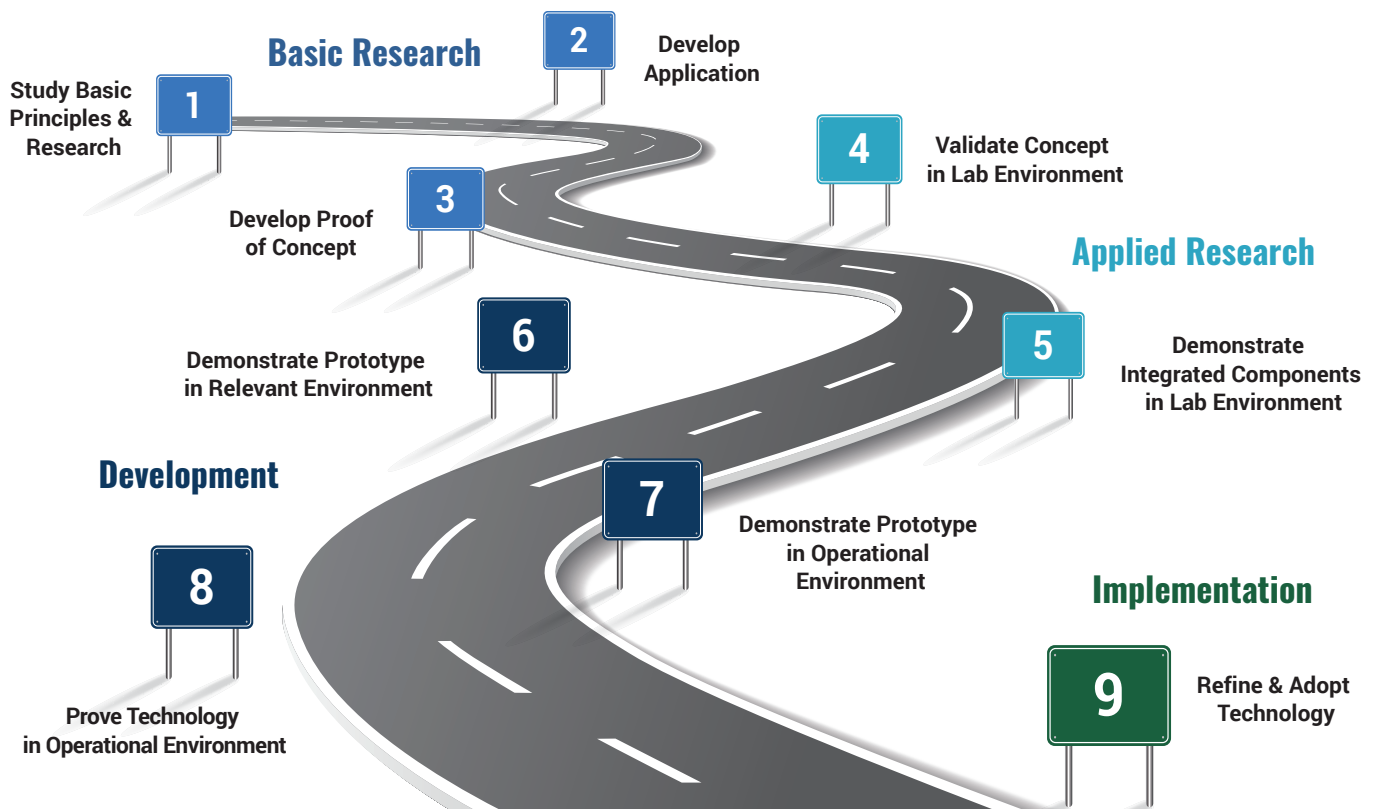 Basic Research
1
Study Basic
Principles &
Research
2
Develop
Application
3
Develop Proof
of Concept
4
Validate Concept
in Lab Environment
Applied Research
5
Demonstrate
Integrated Components
in Lab Environment
6
Demonstrate Prototype
in Relevant Environment
Development
7
Demonstrate Prototype
in Operational
Environment
8
Prove Technology
in Operational Environment
Implementation
9
Refine & Adopt
Technology